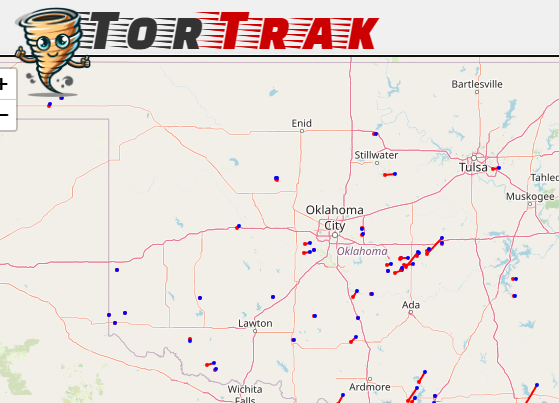 TORTRAK
+
−
Bartlesville
Enid
Stillwater
Tulsa
Tahleq
Muskogee
Oklahoma
City
Oklahoma
Ada
Lawton
Ardmore
Wichita
Falls